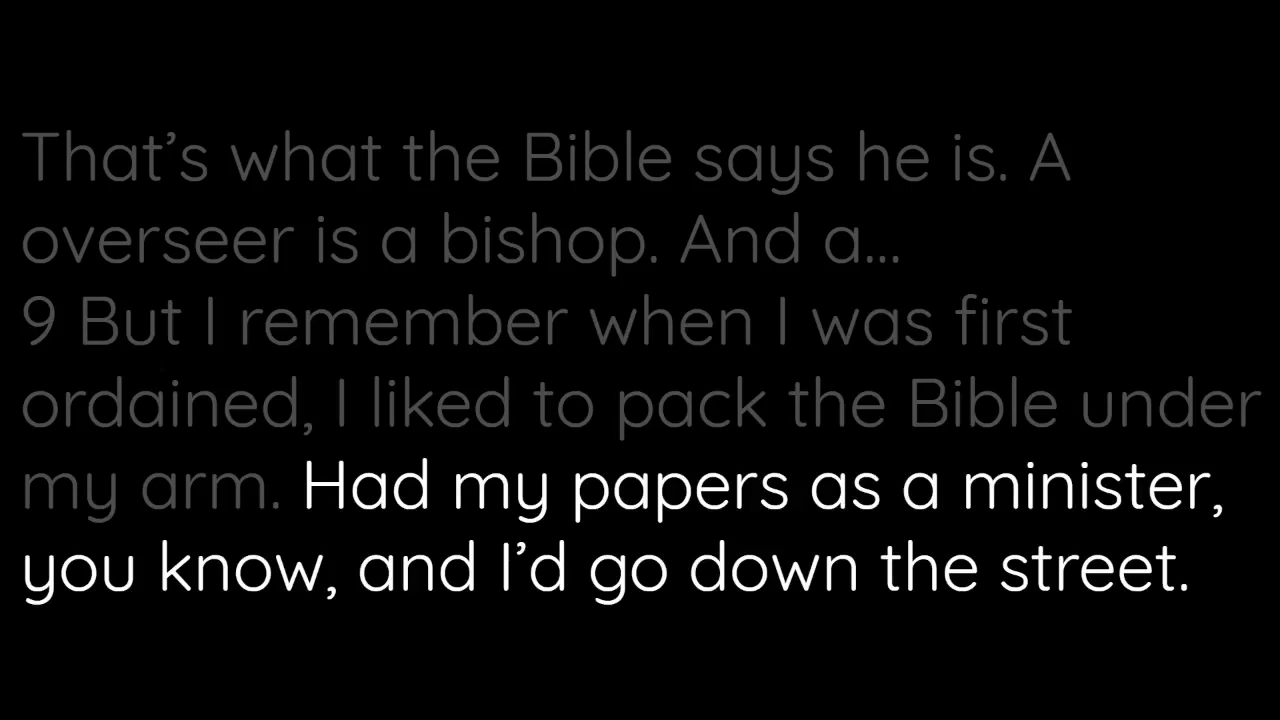 That’s what the Bible says he is. A
overseer is a bishop. And a...
9 But I remember when I was first
ordained, I liked to pack the Bible under
my arm. Had my papers as a minister,
you know, and I’d go down the street.